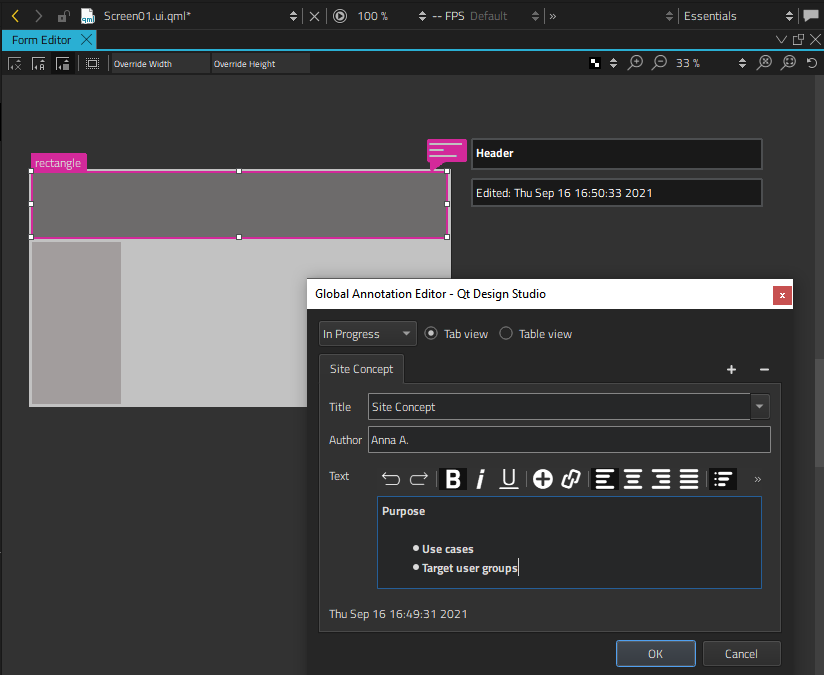 qml
Screen01.ui.qml*
100 %
-- FPS Default
»
Essentials
Form Editor
Override Width
Override Height
33 %
rectangle
Header
Edited: Thu Sep 16 16:50:33 2021
Global Annotation Editor - Qt Design Studio
x
In Progress
Tab view
Table view
Site Concept
Title
Site Concept
Author
Anna A.
Text
B i U
»
Purpose
• Use cases
• Target user groups
Thu Sep 16 16:49:31 2021
OK
Cancel